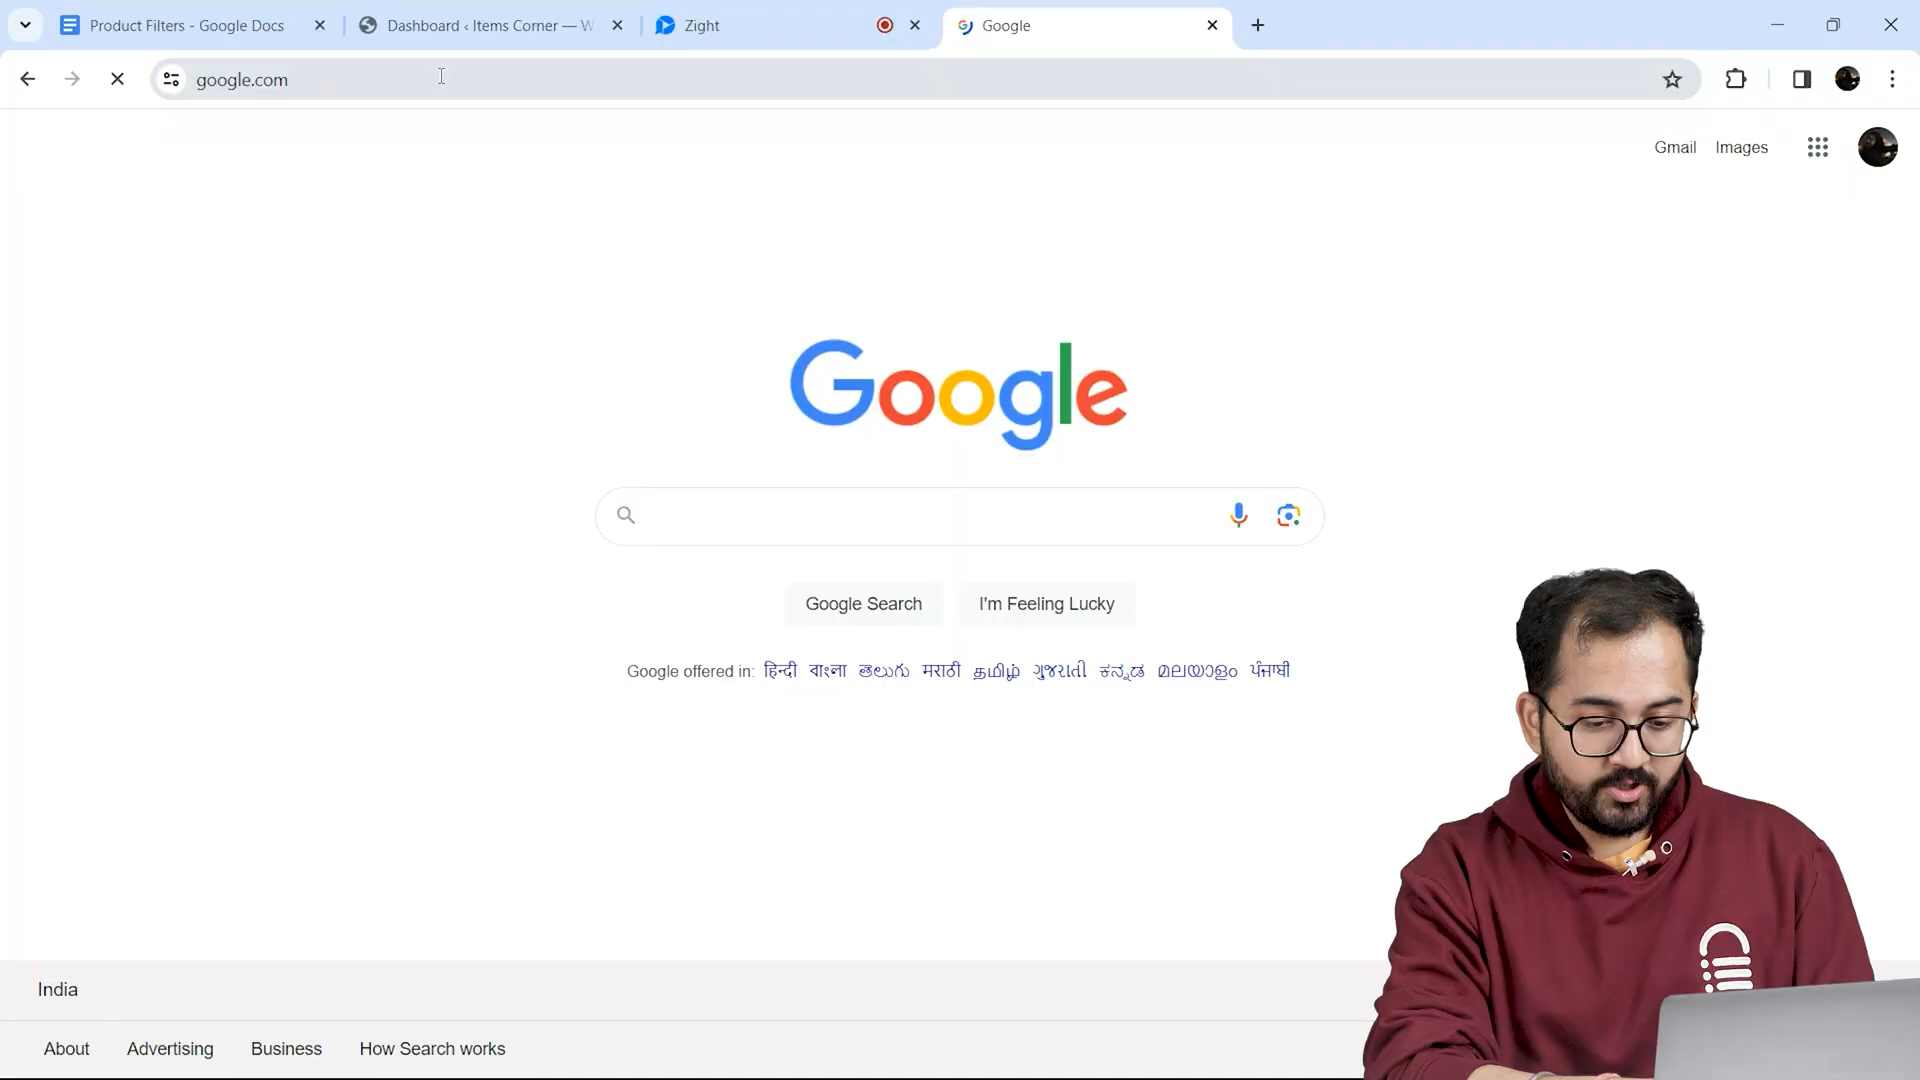 Product Filters - Google Docs
Dashboard ‹ Items Corner — W
Zight
Google
google.com
Gmail Images
Google
Google Search I'm Feeling Lucky
Google offered in: हिन्दी বাংলা తెలుగు मराठी தமிழ் ગુજરાતી ಕನ್ನಡ മലയാളം ਪੰਜਾਬੀ
India
About Advertising Business How Search works